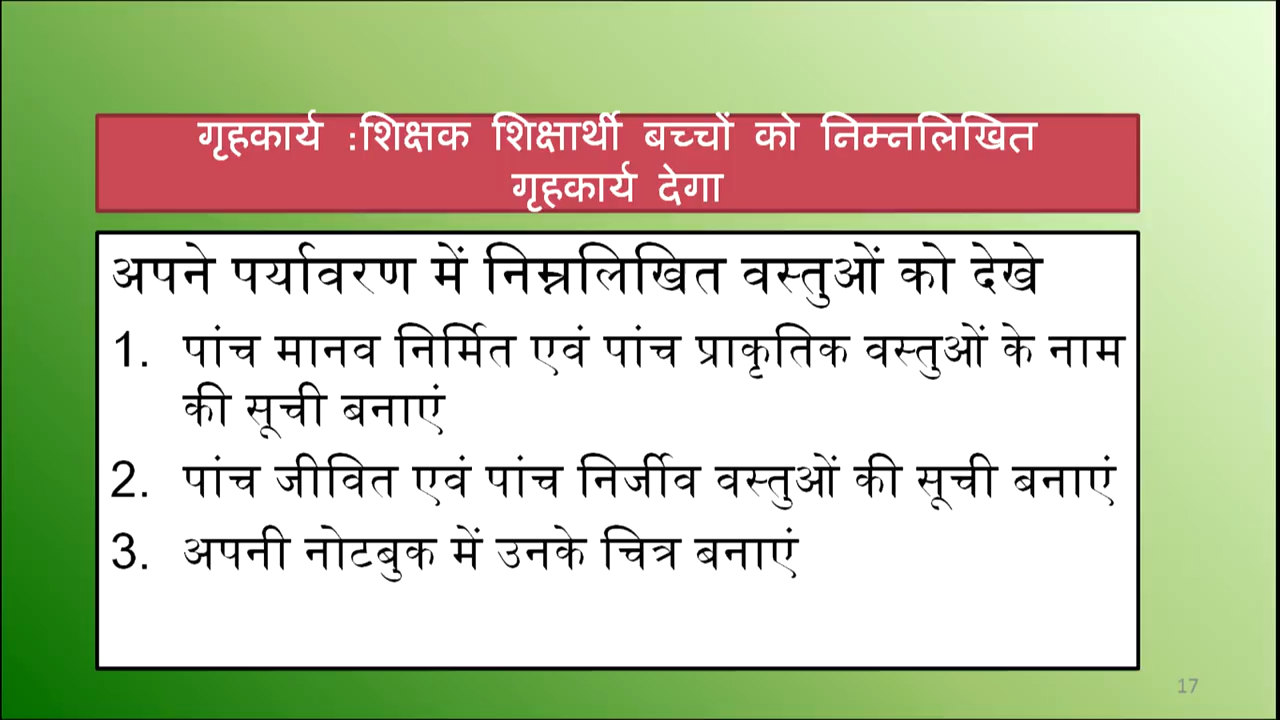 गृहकार्य :शिक्षक शिक्षार्थी बच्चों को निम्नलिखित
गृहकार्य देगा
अपने पर्यावरण में निम्नलिखित वस्तुओं को देखे
1. पांच मानव निर्मित एवं पांच प्राकृतिक वस्तुओं के नाम
की सूची बनाएं
2. पांच जीवित एवं पांच निर्जीव वस्तुओं की सूची बनाएं
3. अपनी नोटबुक में उनके चित्र बनाएं
17